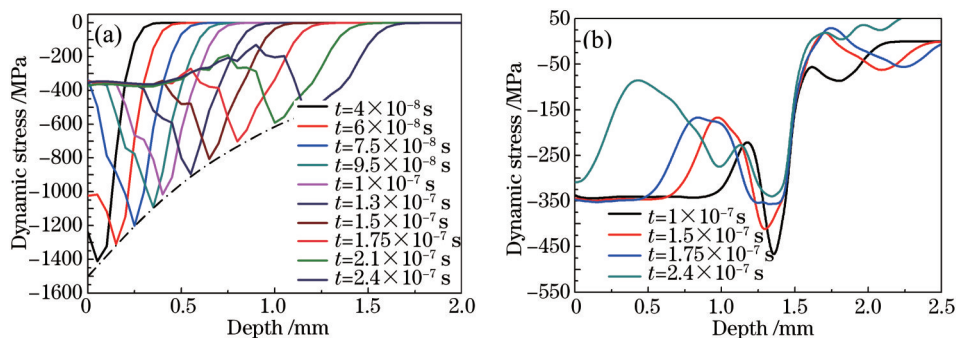 (a)
Dynamic stress /MPa
0
-200
-400
-600
-800
-1000
-1200
-1400
-1600
t=4×10⁻⁸ s
t=6×10⁻⁸ s
t=7.5×10⁻⁸ s
t=9.5×10⁻⁸ s
t=1×10⁻⁷ s
t=1.3×10⁻⁷ s
t=1.5×10⁻⁷ s
t=1.75×10⁻⁷ s
t=2.1×10⁻⁷ s
t=2.4×10⁻⁷ s
0 0.5 1.0 1.5 2.0
Depth /mm
(b)
Dynamic stress /MPa
50
-50
-150
-250
-350
-450
-550
t=1×10⁻⁷ s
t=1.5×10⁻⁷ s
t=1.75×10⁻⁷ s
t=2.4×10⁻⁷ s
0 0.5 1.0 1.5 2.0 2.5
Depth /mm